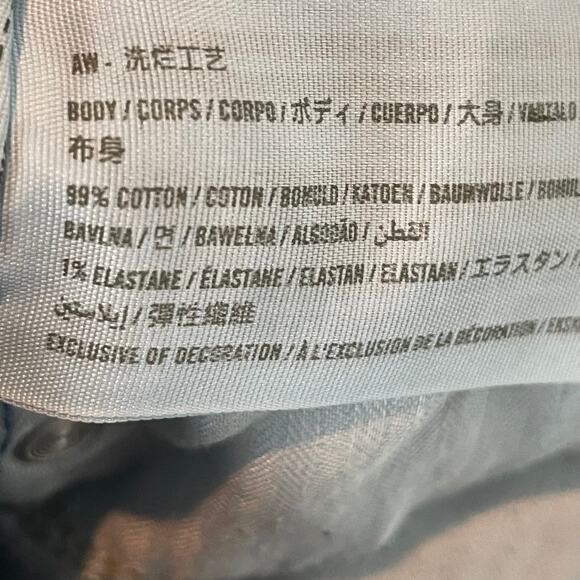 AW - 洗烂工艺
BODY / CORPS / CORPO / ボディ / CUERPO / 大身 /
布身
99% COTTON / COTON / BOMULD / KATOEN / BAUMWOLLE /
BAVLNA / 면 / BAWEŁNA / ALGODÃO / القطن
1% ELASTANE / ÉLASTANE / ELASTAN / ELASTAAN / エラスタン /
إيلاستين / 彈性纖維
EXCLUSIVE OF DECORATION / À L'EXCLUSION DE LA DÉCORATION /